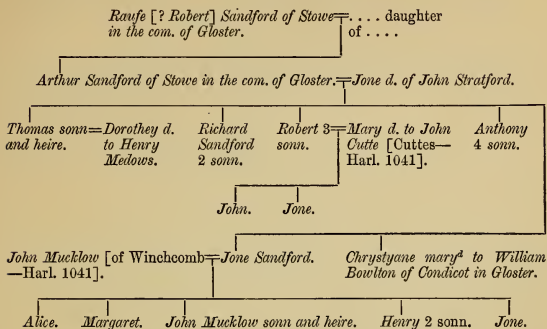 Raufe [? Robert] Sandford of Stowe=.... daughter
in the com. of Gloster. of ....
Arthur Sandford of Stowe in the com. of Gloster.=Jone d. of John Stratford.
Thomas sonn=Dorothey d. Richard Robert 3=Mary d. to John Anthony
and heire. to Henry Sandford sonn. Cutte [Cuttes— 4 sonn.
Medows. 2 sonn. Harl. 1041].
John. Jone.
John Mucklow [of Winchcomb=Jone Sandford. Chrystyane maryd to William
—Harl. 1041]. Bowlton of Condicot in Gloster.
Alice. Margaret. John Mucklow sonn and heire. Henry 2 sonn. Jone.